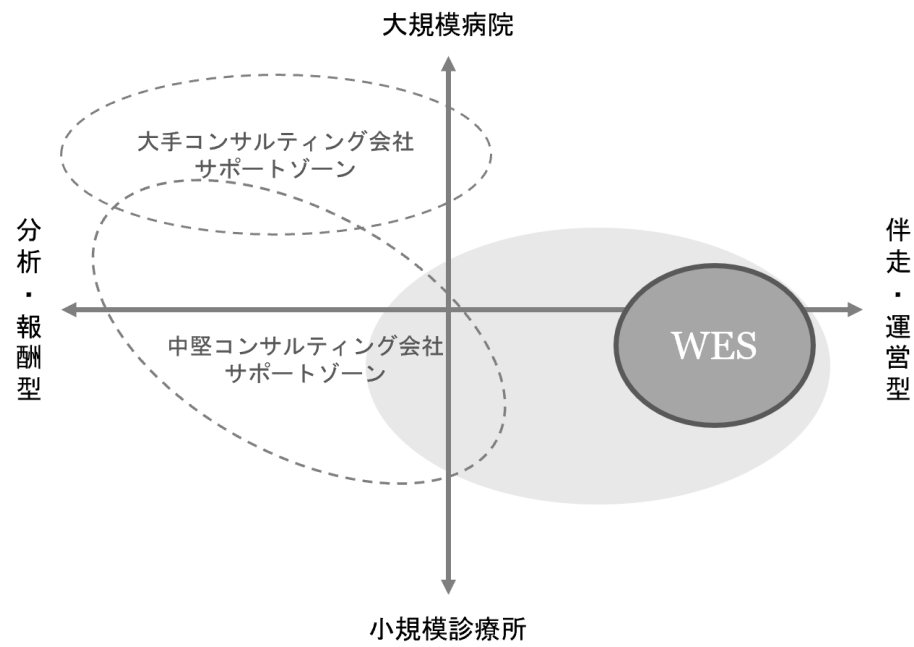 大規模病院
大手コンサルティング会社
サポートゾーン
分析・報酬型
伴走・運営型
WES
中堅コンサルティング会社
サポートゾーン
小規模診療所